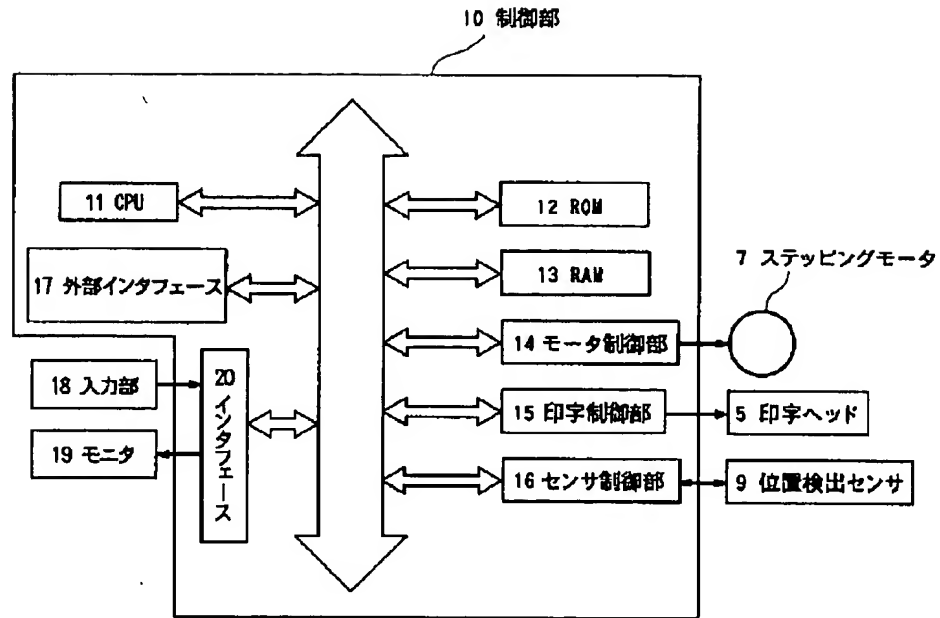 10 制御部
11 CPU
12 ROM
17 外部インタフェース
13 RAM
7 ステッピングモータ
14 モータ制御部
18 入力部
20 インタフェース
15 印字制御部
5 印字ヘッド
19 モニタ
16 センサ制御部
9 位置検出センサ